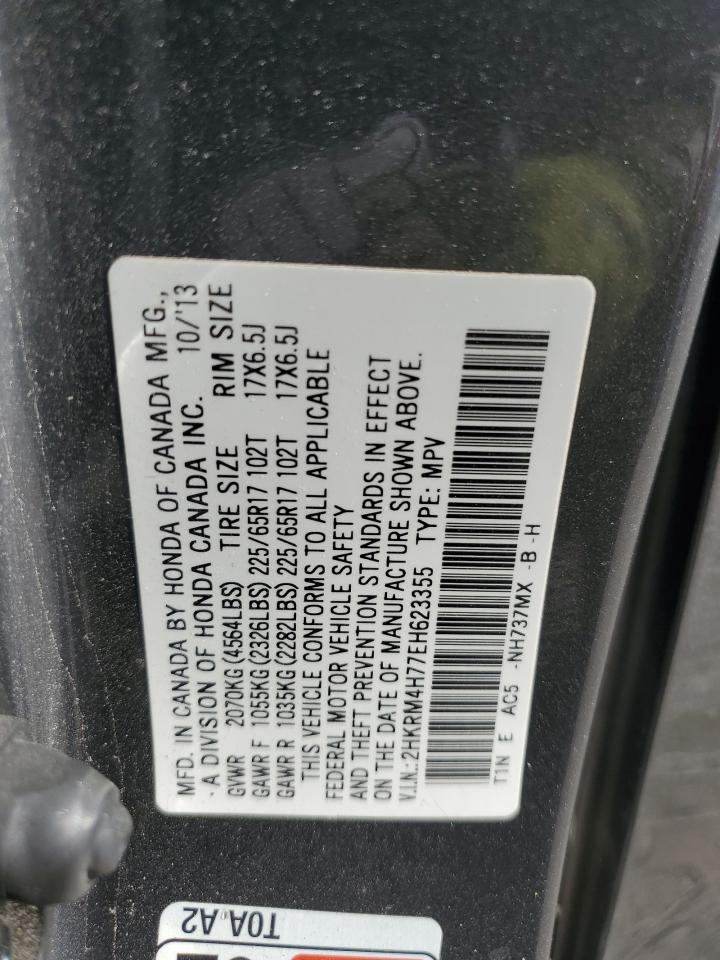 MFD. IN CANADA BY HONDA OF CANADA MFG.,
A DIVISION OF HONDA CANADA INC. 10/'13
GVWR 2070KG(4564LBS) TIRE SIZE RIM SIZE
GAWR F 1055KG(2326LBS) 225/65R17 102T 17X6.5J
GAWR R 1035KG(2282LBS) 225/65R17 102T 17X6.5J
THIS VEHICLE CONFORMS TO ALL APPLICABLE
FEDERAL MOTOR VEHICLE SAFETY
AND THEFT PREVENTION STANDARDS IN EFFECT
ON THE DATE OF MANUFACTURE SHOWN ABOVE.
V.I.N.: 2HKRM4H77EH623355 TYPE: MPV
T1N E AC5 -NH737MX -B -H
T0A A2